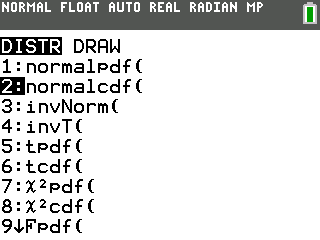 NORMAL FLOAT AUTO REAL RADIAN MP
DISTR DRAW
1:normalpdf(
2:normalcdf(
3:invNorm(
4:invT(
5:tpdf(
6:tcdf(
7:χ²pdf(
8:χ²cdf(
9↓Fpdf(